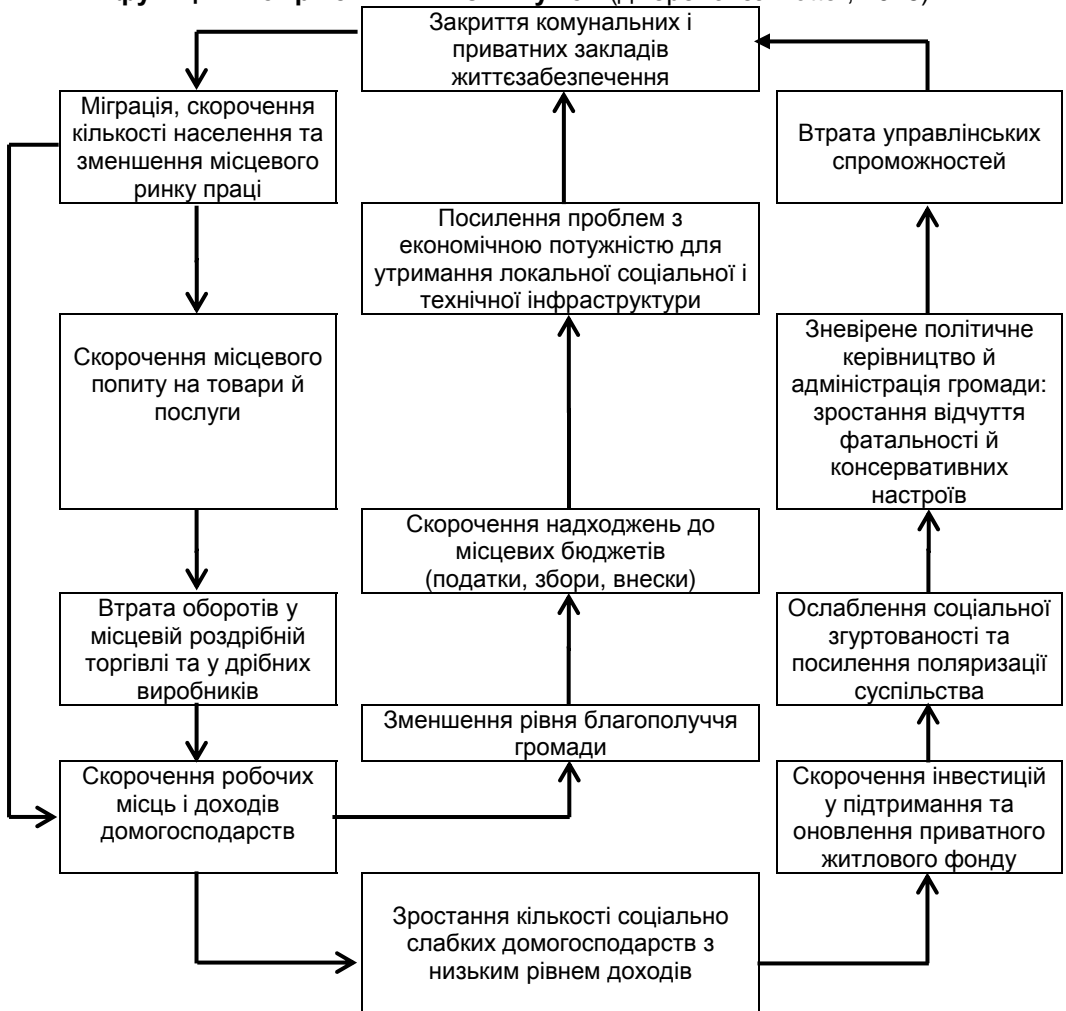 Закриття комунальних і
приватних закладів
життєзабезпечення
Міграція, скорочення
кількості населення та
зменшення місцевого
ринку праці
Втрата управлінських
спроможностей
Посилення проблем з
економічною потужністю для
утримання локальної соціальної і
технічної інфраструктури
Скорочення місцевого
попиту на товари й
послуги
Зневірене політичне
керівництво й
адміністрація громади:
зростання відчуття
фатальності й
консервативних
настроїв
Скорочення надходжень до
місцевих бюджетів
(податки, збори, внески)
Втрата оборотів у
місцевій роздрібній
торгівлі та у дрібних
виробників
Ослаблення соціальної
згуртованості та
посилення поляризації
суспільства
Зменшення рівня благополуччя
громади
Скорочення робочих
місць і доходів
домогосподарств
Скорочення інвестицій
у підтримання та
оновлення приватного
житлового фонду
Зростання кількості соціально
слабких домогосподарств з
низьким рівнем доходів